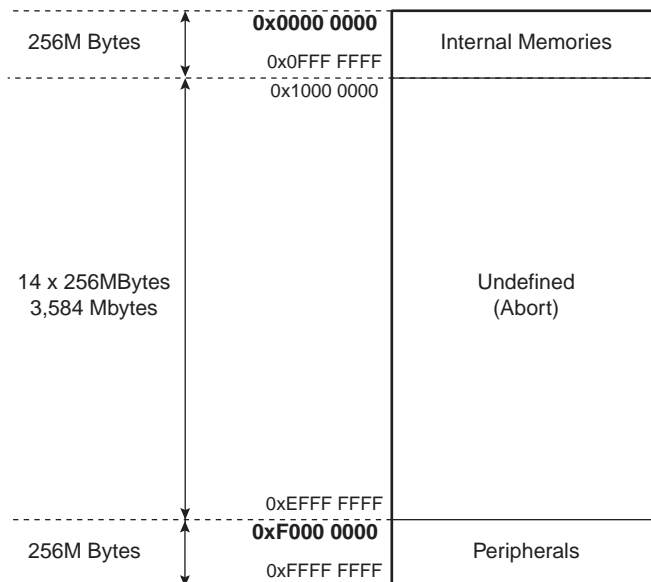 0x0000 0000
256M Bytes
Internal Memories
0x0FFF FFFF
0x1000 0000
14 x 256MBytes
3,584 Mbytes
Undefined
(Abort)
0xEFFF FFFF
0xF000 0000
256M Bytes
Peripherals
0xFFFF FFFF